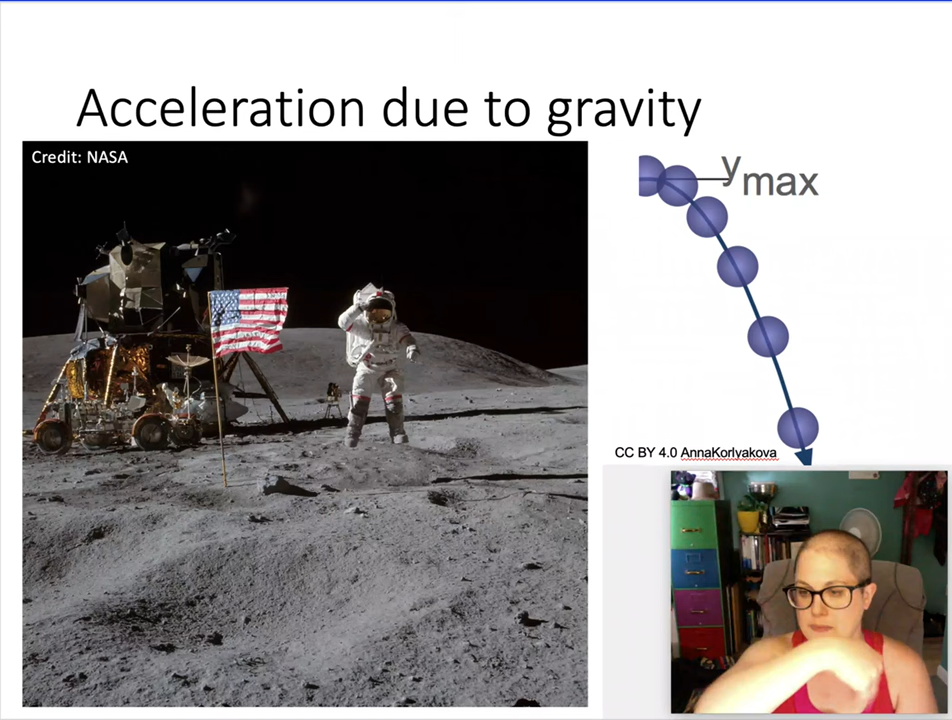 Acceleration due to gravity
Credit: NASA
ymax
CC BY 4.0 AnnaKorlyakova